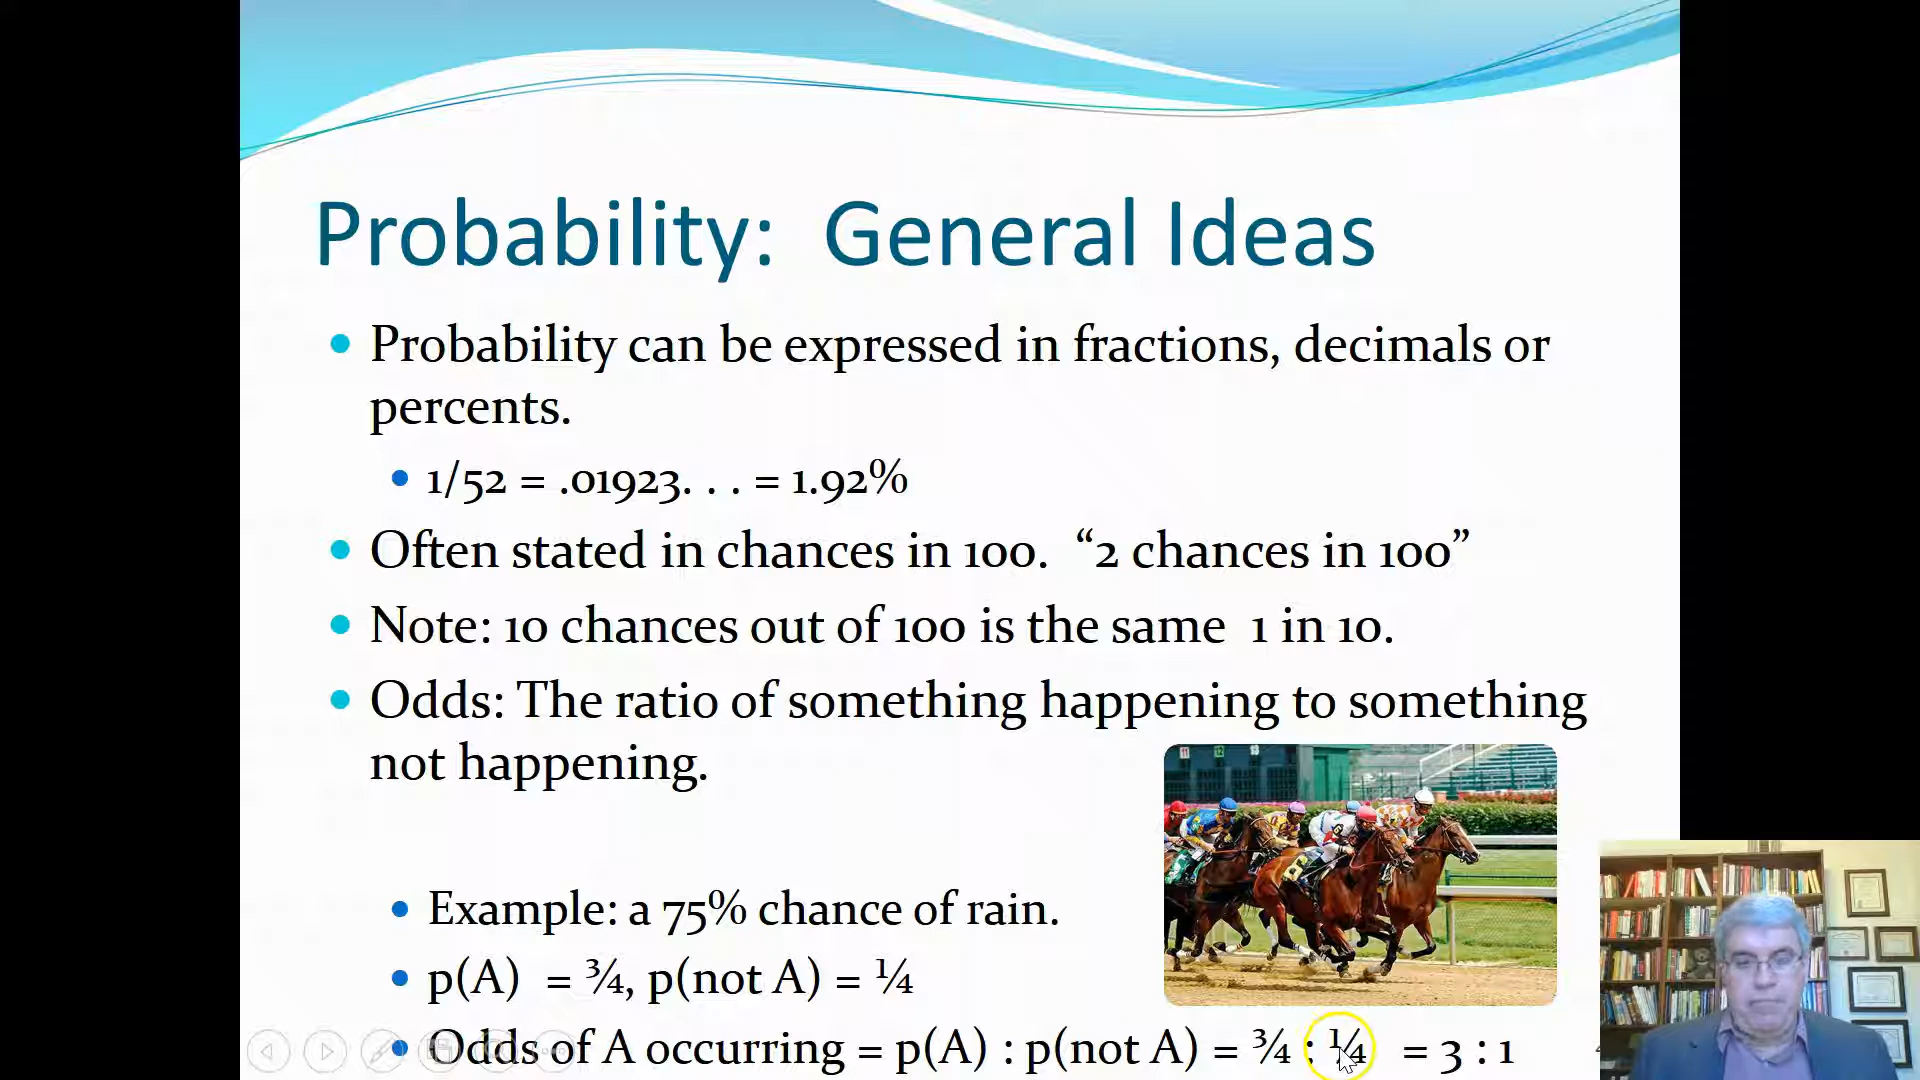 Probability:  General Ideas
Probability can be expressed in fractions, decimals or
percents.
1/52 = .01923. . . = 1.92%
Often stated in chances in 100.  “2 chances in 100”
Note: 10 chances out of 100 is the same  1 in 10.
Odds: The ratio of something happening to something
not happening.
11 12 13
Example: a 75% chance of rain.
p(A)  = ¾, p(not A) = ¼
Odds of A occurring = p(A) : p(not A) = ¾ : ¼  = 3 : 1